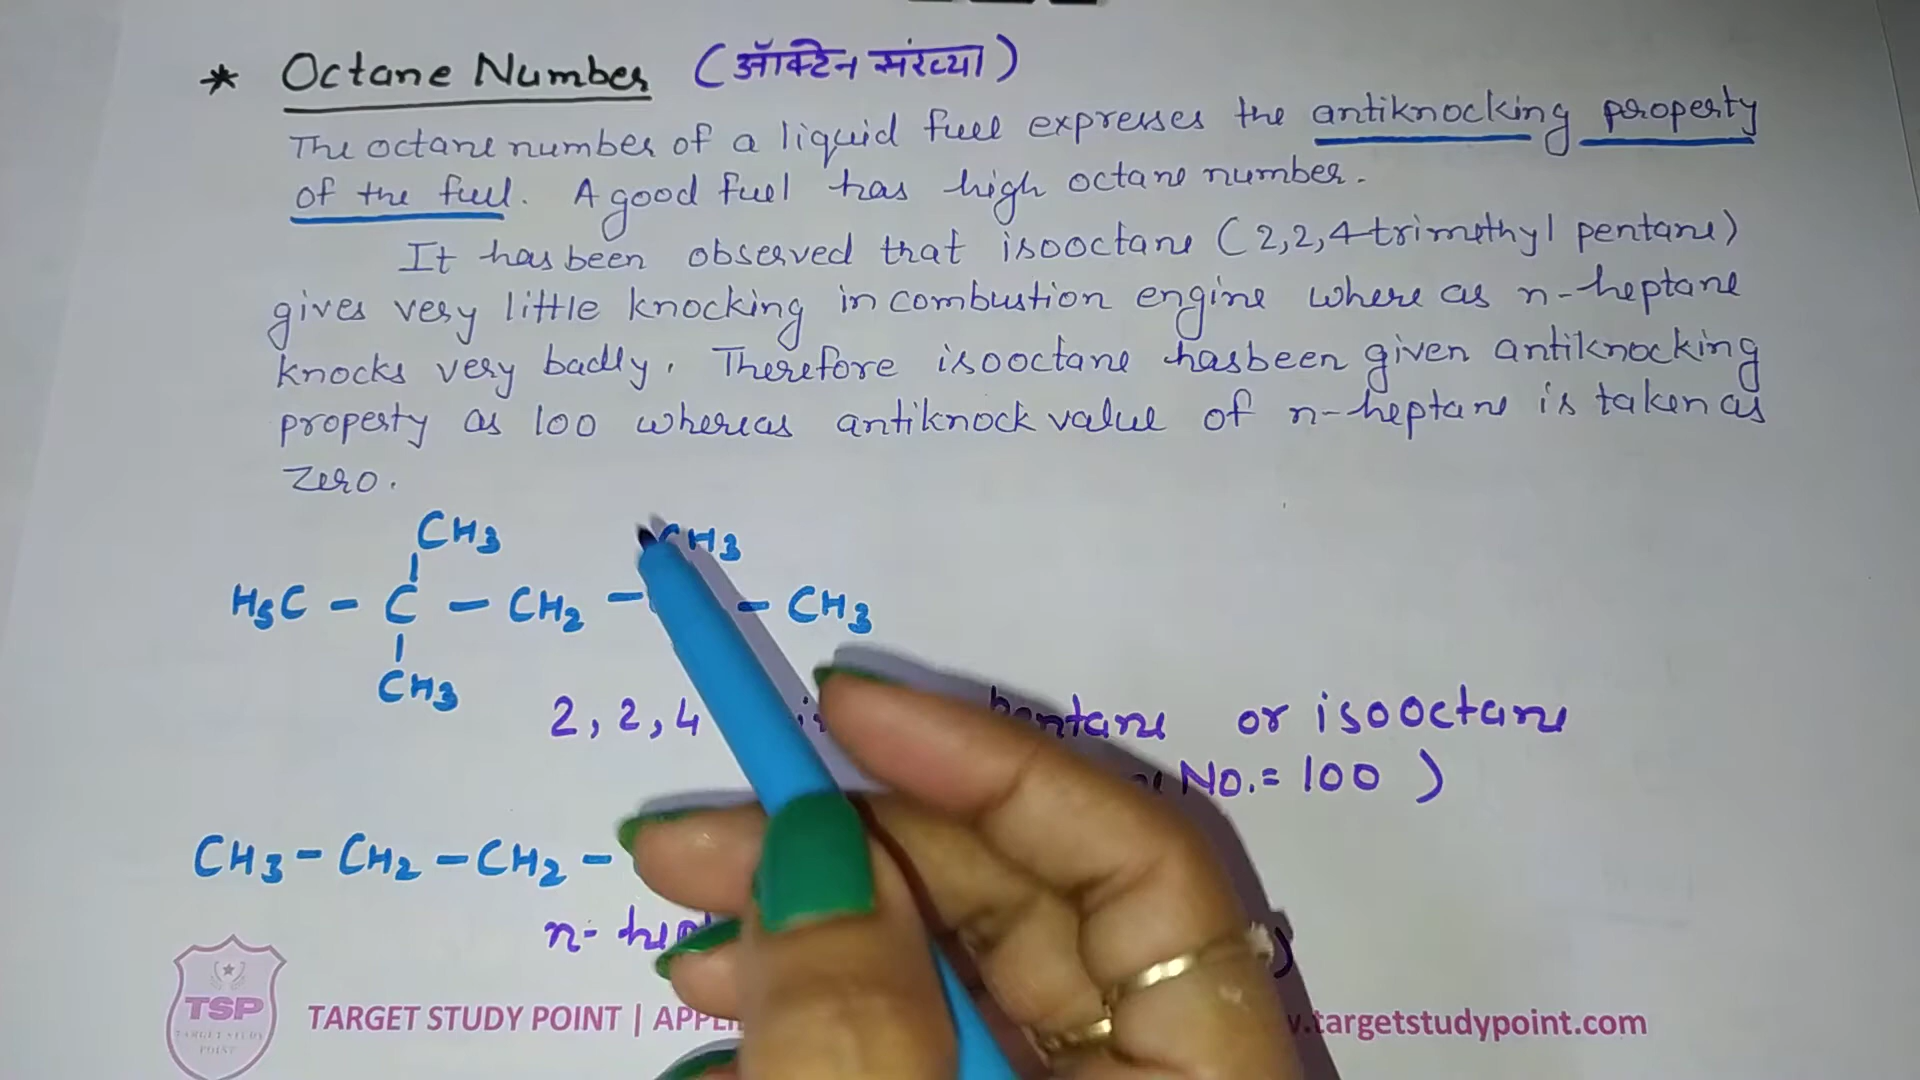 * Octane Number (ऑक्टेन संख्या)
The octane number of a liquid fuel expresses the antiknocking property
of the fuel. A good fuel has high octane number.
It has been observed that isooctane (2,2,4-trimethyl pentane)
gives very little knocking in combustion engine where as n-heptane
knocks very badly. Therefore isooctane has been given antiknocking
property as 100 whereas antiknock value of n-heptane is taken as
zero.
CH3 CH3
H3C - C - CH2 - - CH3
CH3
2,2,4 pentane or isooctane
No.= 100 )
CH3-CH2-CH2-
n-
TSP
TARGET STUDY
POINT
TARGET STUDY POINT | .targetstudypoint.com